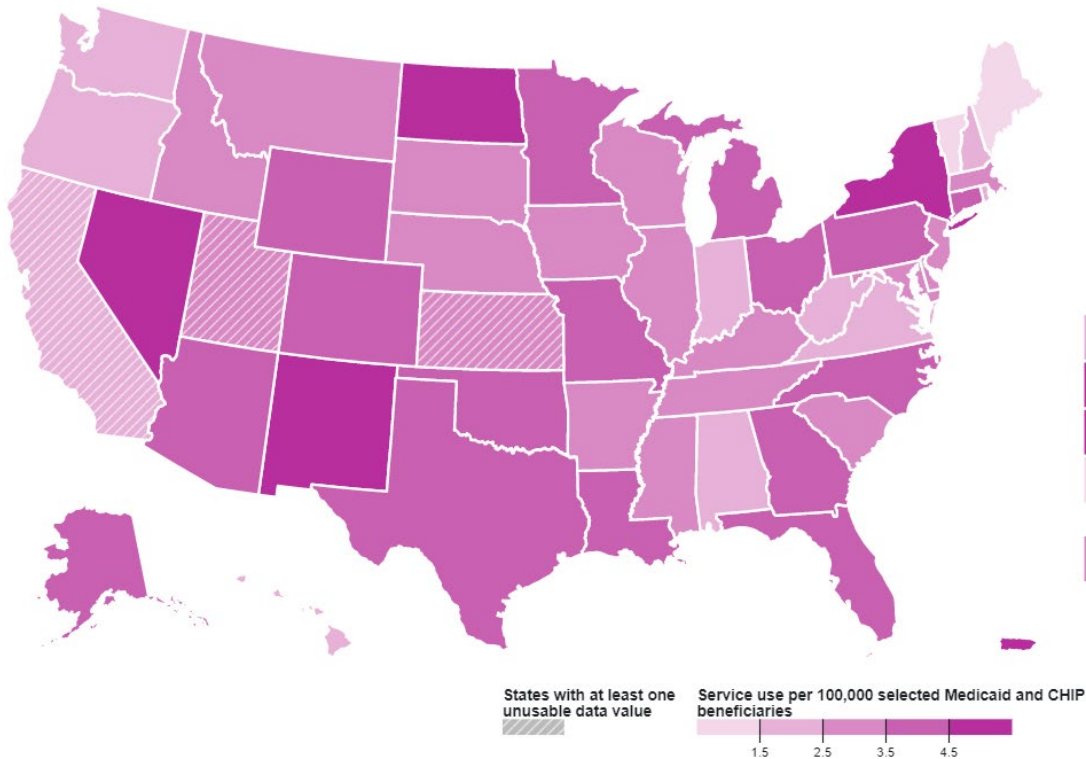 States with at least one
unusable data value
Service use per 100,000 selected Medicaid and CHIP
beneficiaries
1.5 2.5 3.5 4.5